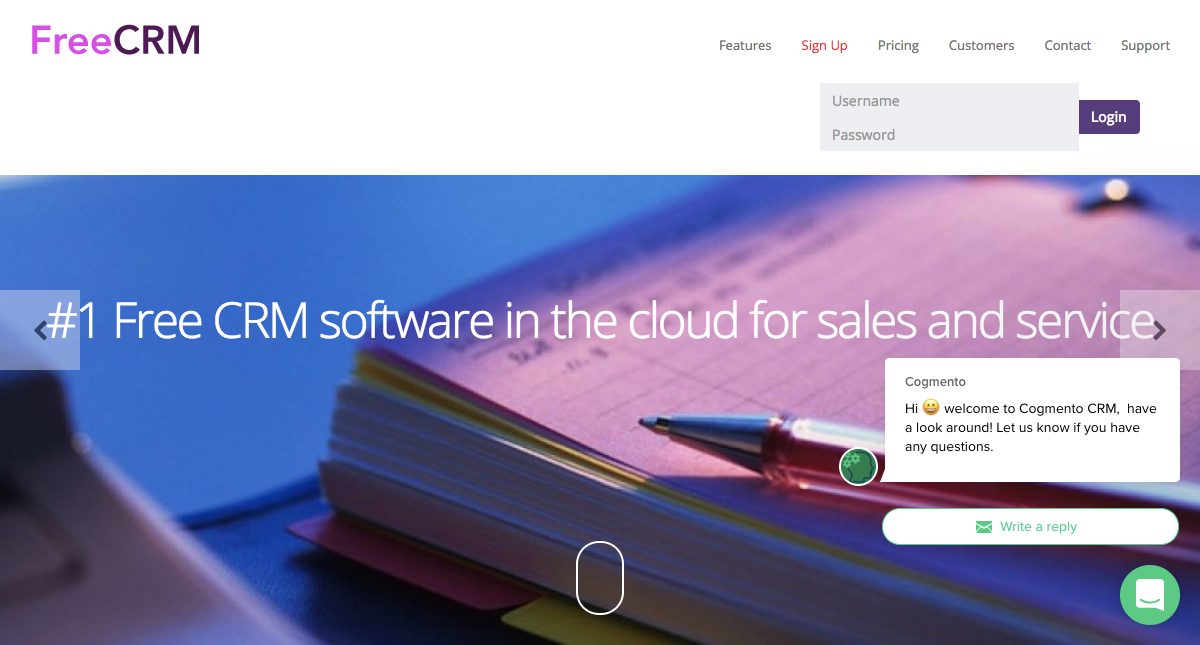 FreeCRM
Features Sign Up Pricing Customers Contact Support
Username
Login
Password
#1 Free CRM software in the cloud for sales and service
Cogmento
Hi 😀 welcome to Cogmento CRM, have
a look around! Let us know if you have
any questions.
Write a reply